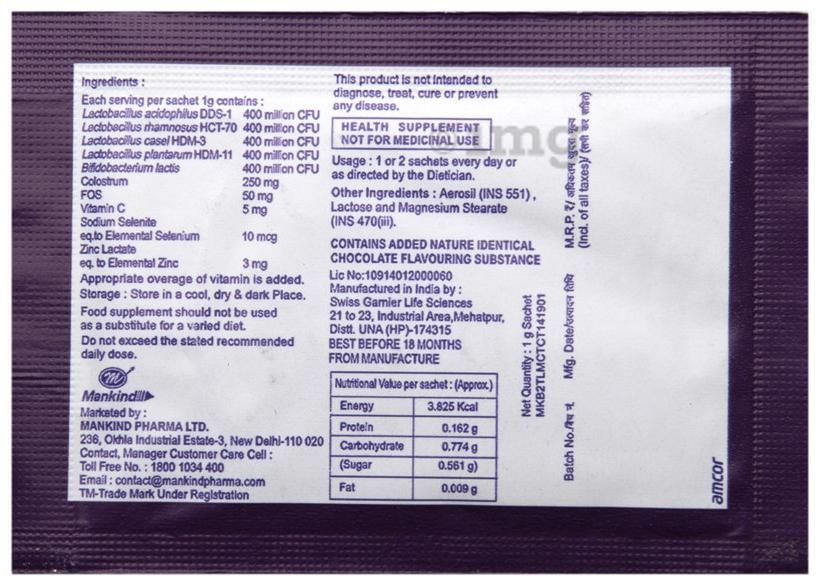 Ingredients :
Each serving per sachet 1g contains :
Lactobacillus acidophilus DDS-1 400 million CFU
Lactobacillus rhamnosus HCT-70 400 million CFU
Lactobacillus casei HDM-3 400 million CFU
Lactobacillus plantarum HDM-11 400 million CFU
Bifidobacterium lactis 400 million CFU
Colostrum 250 mg
FOS 50 mg
Vitamin C 5 mg
Sodium Selenite
eq.to Elemental Selenium 10 mcg
Zinc Lactate
eq. to Elemental Zinc 3 mg
Appropriate overage of vitamin is added.
Storage : Store in a cool, dry & dark Place.
Food supplement should not be used
as a substitute for a varied diet.
Do not exceed the stated recommended
daily dose.
Mankind
Marketed by :
MANKIND PHARMA LTD.
236, Okhla Industrial Estate-3, New Delhi-110 020
Contact, Manager Customer Care Cell :
Toll Free No. : 1800 1034 400
Email : contact@mankindpharma.com
TM-Trade Mark Under Registration
This product is not intended to
diagnose, treat, cure or prevent
any disease.
HEALTH SUPPLEMENT
NOT FOR MEDICINAL USE
Usage : 1 or 2 sachets every day or
as directed by the Dietician.
Other Ingredients : Aerosil (INS 551) ,
Lactose and Magnesium Stearate
(INS 470(iii).
CONTAINS ADDED NATURE IDENTICAL
CHOCOLATE FLAVOURING SUBSTANCE
Lic No:10914012000060
Manufactured in India by :
Swiss Garnier Life Sciences
21 to 23, Industrial Area,Mehatpur,
Distt. UNA (HP)-174315
BEST BEFORE 18 MONTHS
FROM MANUFACTURE
Nutritional Value per sachet : (Approx.)
Energy 3.825 Kcal
Protein 0.162 g
Carbohydrate 0.774 g
(Sugar 0.561 g)
Fat 0.009 g
Net Quantity : 1 g Sachet
MKB2TLMCTCT141901
Batch No./बैच नं.
Mfg. Date/उत्पादन तिथि
M.R.P. ₹/ अधिकतम खुदरा मूल्य
(Incl. of all taxes)/ (सभी कर सहित)
amcor
1mg